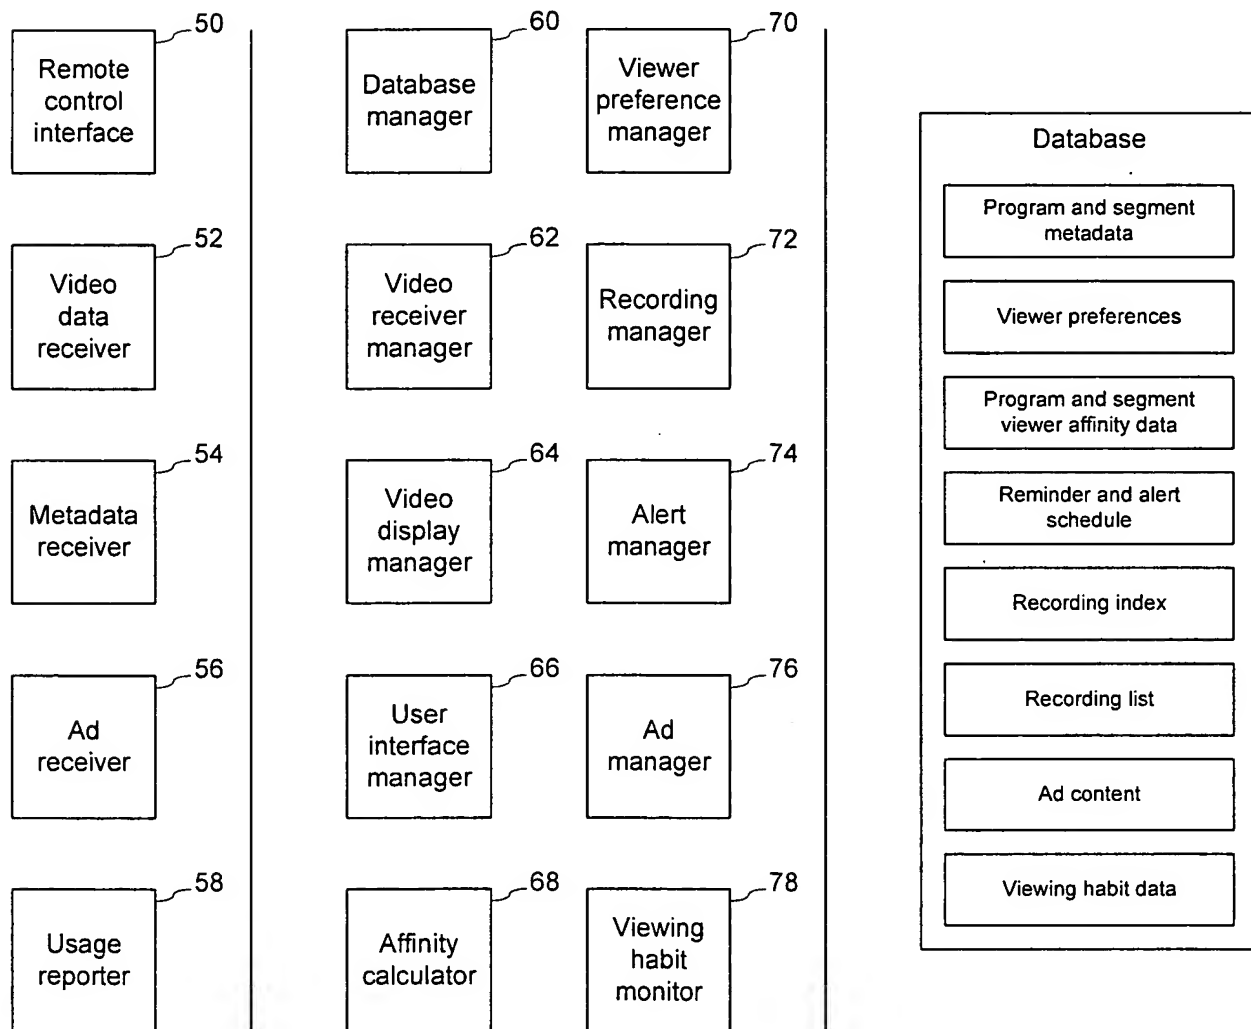 50
Remote
control
interface
52
Video
data
receiver
54
Metadata
receiver
56
Ad
receiver
58
Usage
reporter
60
Database
manager
62
Video
receiver
manager
64
Video
display
manager
66
User
interface
manager
68
Affinity
calculator
70
Viewer
preference
manager
72
Recording
manager
74
Alert
manager
76
Ad
manager
78
Viewing
habit
monitor
Database
Program and segment
metadata
Viewer preferences
Program and segment
viewer affinity data
Reminder and alert
schedule
Recording index
Recording list
Ad content
Viewing habit data